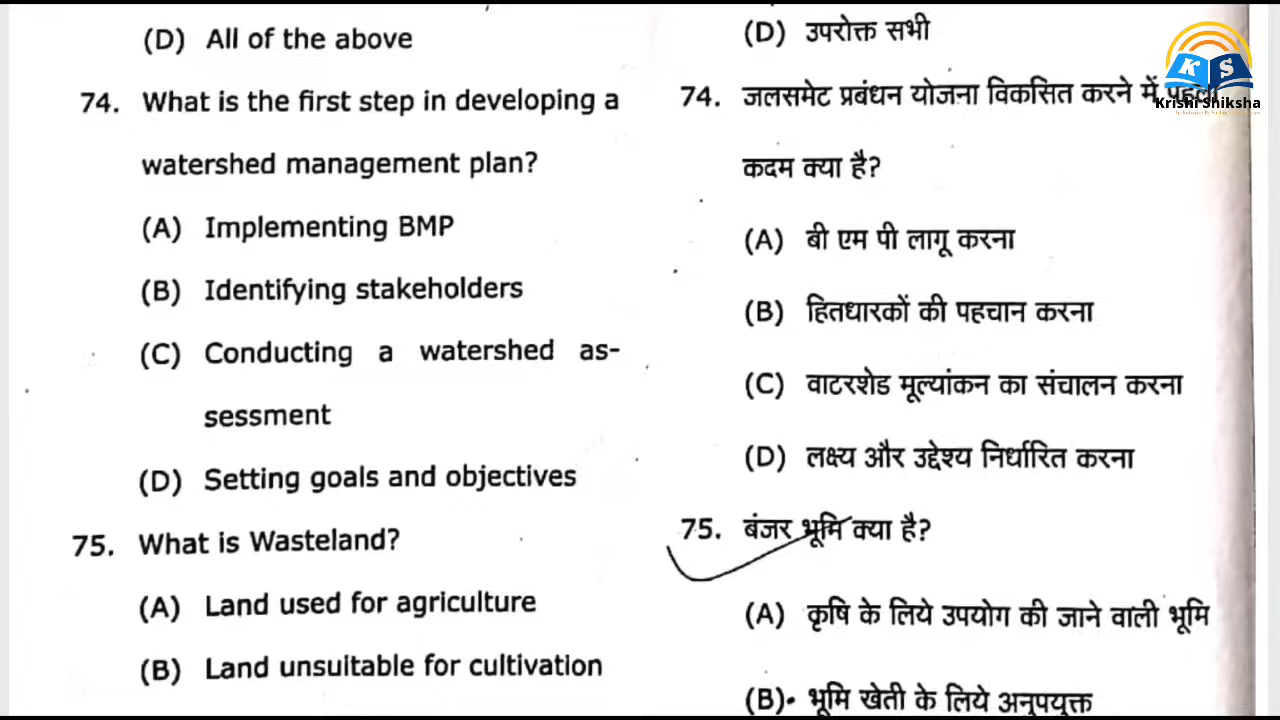 (D) All of the above
74. What is the first step in developing a
watershed management plan?
(A) Implementing BMP
(B) Identifying stakeholders
(C) Conducting a watershed as-
sessment
(D) Setting goals and objectives
75. What is Wasteland?
(A) Land used for agriculture
(B) Land unsuitable for cultivation
(D) उपरोक्त सभी
74. जलसमेट प्रबंधन योजना विकसित करने में पहला
कदम क्या है?
(A) बी एम पी लागू करना
(B) हितधारकों की पहचान करना
(C) वाटरशेड मूल्यांकन का संचालन करना
(D) लक्ष्य और उद्देश्य निर्धारित करना
75. बंजर भूमि क्या है?
(A) कृषि के लिये उपयोग की जाने वाली भूमि
(B) भूमि खेती के लिये अनुपयुक्त
K S
Krishi Shiksha